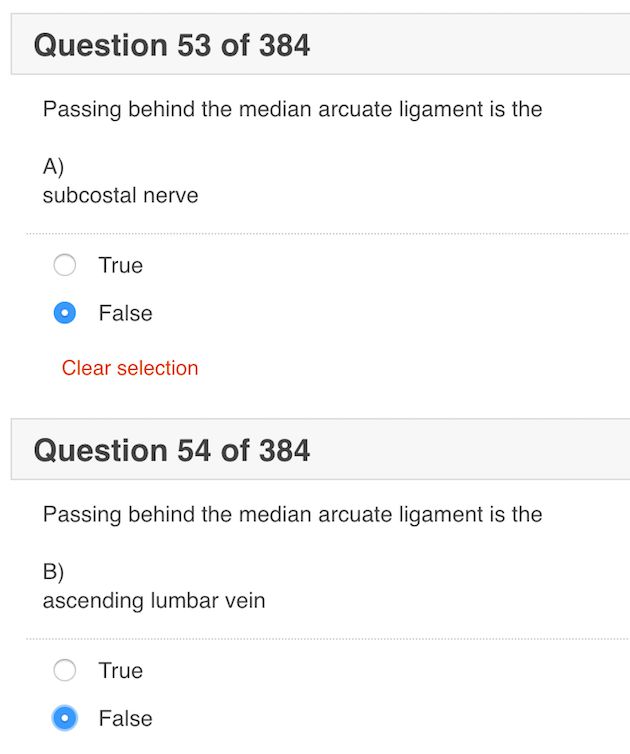 Question 53 of 384
Passing behind the median arcuate ligament is the
A)
subcostal nerve
True
False
Clear selection
Question 54 of 384
Passing behind the median arcuate ligament is the
B)
ascending lumbar vein
True
False